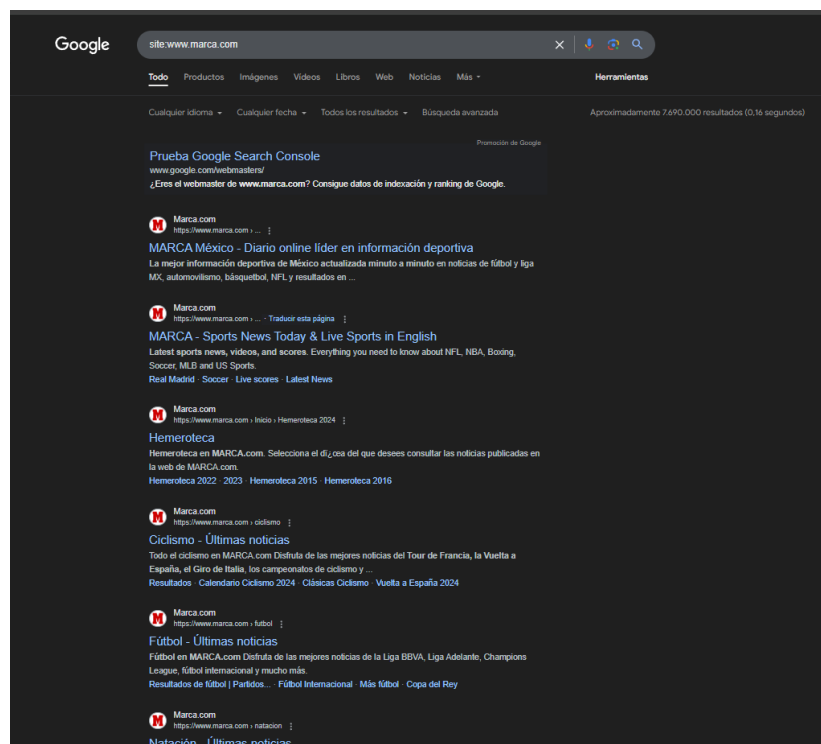 Google
site:www.marca.com
Todo Productos Imágenes Vídeos Libros Web Noticias Más Herramientas
Cualquier idioma Cualquier fecha Todos los resultados Búsqueda avanzada Aproximadamente 7.690.000 resultados (0,16 segundos)
Promoción de Google
Prueba Google Search Console
www.google.com/webmasters/
¿Eres el webmaster de www.marca.com? Consigue datos de indexación y ranking de Google.
M Marca.com
https://www.marca.com › ...
MARCA México - Diario online líder en información deportiva
La mejor información deportiva de México actualizada minuto a minuto en noticias de fútbol y liga
MX, automovilismo, básquetbol, NFL y resultados en ...
M Marca.com
https://www.marca.com › ... · Traducir esta página
MARCA - Sports News Today & Live Sports in English
Latest sports news, videos, and scores. Everything you need to know about NFL, NBA, Boxing,
Soccer, MLB and US Sports.
Real Madrid · Soccer · Live scores · Latest News
M Marca.com
https://www.marca.com › Inicio › Hemeroteca 2024
Hemeroteca
Hemeroteca en MARCA.com. Selecciona el di¿cea del que desees consultar las noticias publicadas en
la web de MARCA.com.
Hemeroteca 2022 · 2023 · Hemeroteca 2015 · Hemeroteca 2016
M Marca.com
https://www.marca.com › ciclismo
Ciclismo - Últimas noticias
Todo el ciclismo en MARCA.com Disfruta de las mejores noticias del Tour de Francia, la Vuelta a
España, el Giro de Italia, los campeonatos de ciclismo y ...
Resultados · Calendario Ciclismo 2024 · Clásicas Ciclismo · Vuelta a España 2024
M Marca.com
https://www.marca.com › futbol
Fútbol - Últimas noticias
Fútbol en MARCA.com Disfruta de las mejores noticias de la Liga BBVA, Liga Adelante, Champions
League, fútbol internacional y mucho más.
Resultados de fútbol | Partidos... · Fútbol Internacional · Más fútbol · Copa del Rey
M Marca.com
https://www.marca.com › natacion
Natación - Últimas noticias